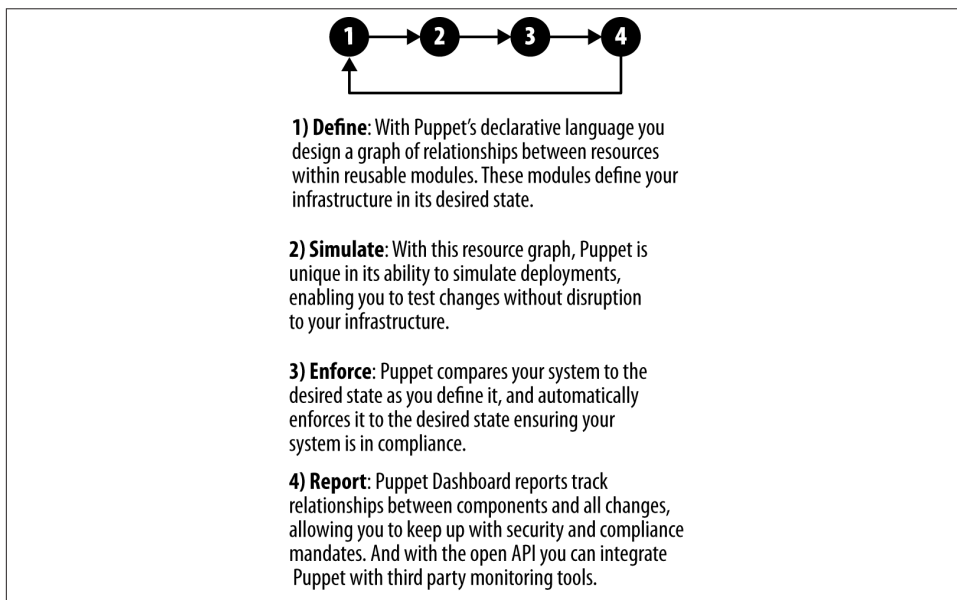 1 2 3 4
1) Define: With Puppet’s declarative language you
design a graph of relationships between resources
within reusable modules. These modules define your
infrastructure in its desired state.
2) Simulate: With this resource graph, Puppet is
unique in its ability to simulate deployments,
enabling you to test changes without disruption
to your infrastructure.
3) Enforce: Puppet compares your system to the
desired state as you define it, and automatically
enforces it to the desired state ensuring your
system is in compliance.
4) Report: Puppet Dashboard reports track
relationships between components and all changes,
allowing you to keep up with security and compliance
mandates. And with the open API you can integrate
Puppet with third party monitoring tools.